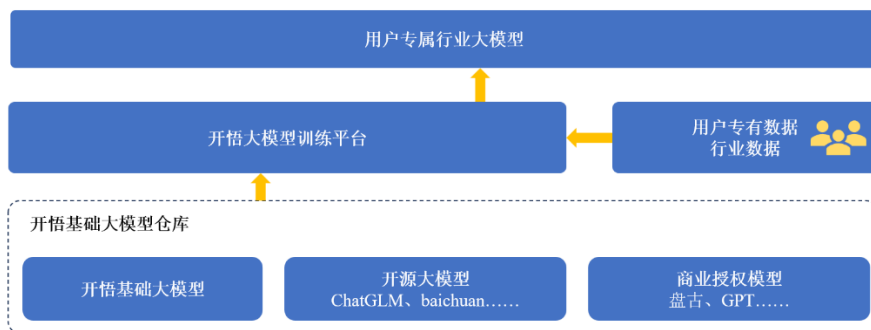 用户专属行业大模型
开悟大模型训练平台
用户专有数据
行业数据
开悟基础大模型仓库
开悟基础大模型
开源大模型
ChatGLM、baichuan……
商业授权模型
盘古、GPT……